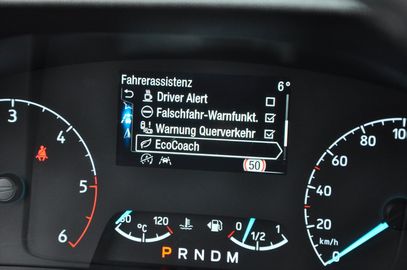 Fahrerassistenz 6°
Driver Alert
Falschfahr-Warnfunkt.
Warnung Querverkehr
EcoCoach
50
3
4
5
6
100
80
60
40
20
0
km/h
60 120
°C
0 1/2 1
P R N D M